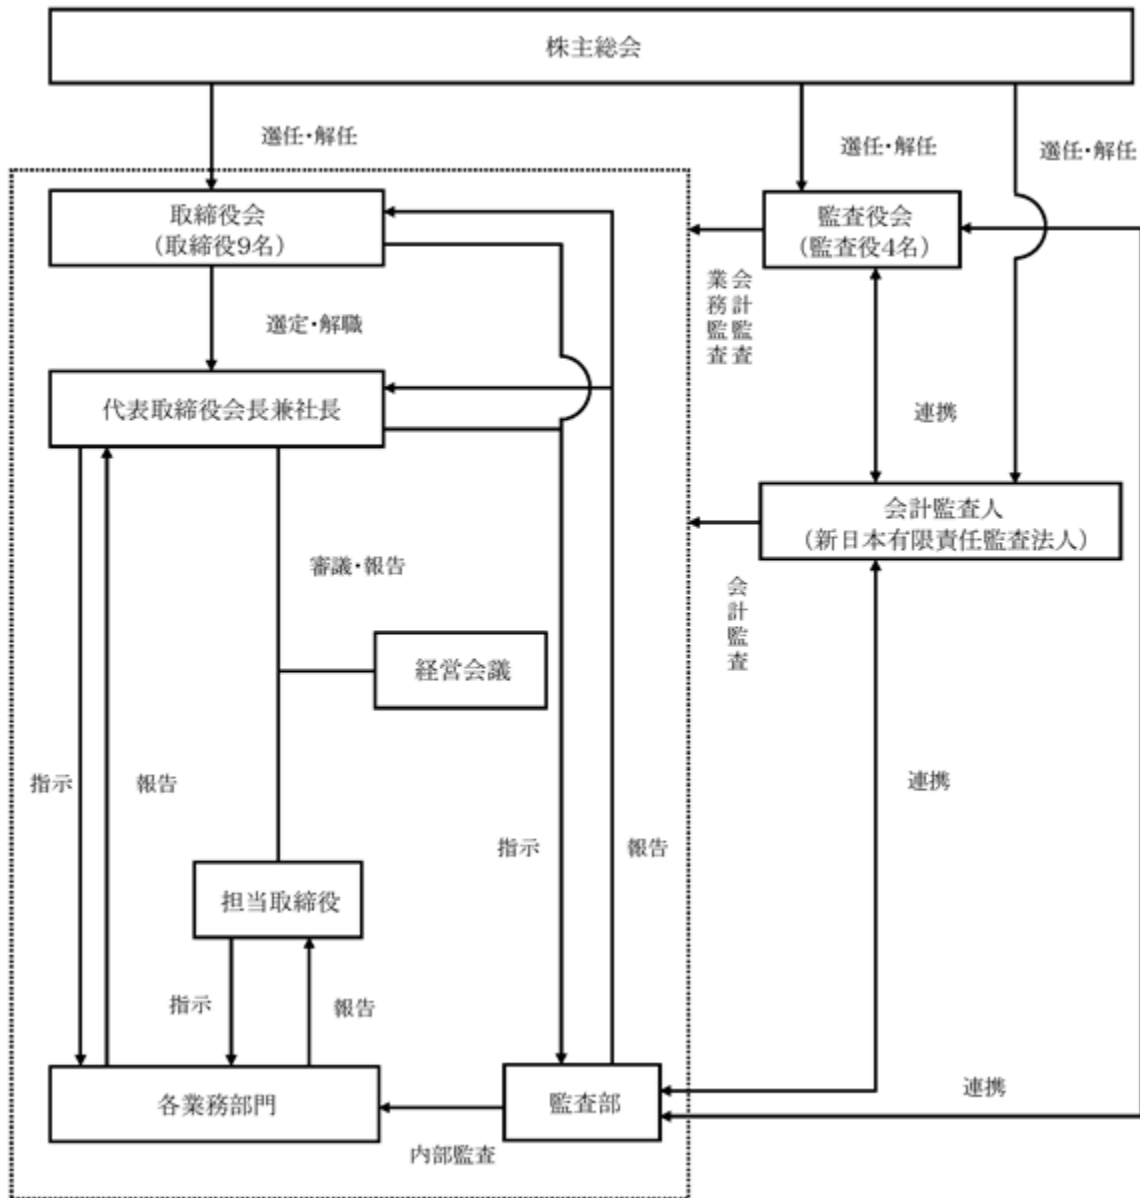 株主総会
選任・解任
選任・解任
選任・解任
取締役会
（取締役9名）
監査役会
（監査役4名）
業務監査
会計監査
選定・解職
代表取締役会長兼社長
連携
会計監査人
（新日本有限責任監査法人）
審議・報告
会計監査
経営会議
指示
報告
連携
指示
報告
担当取締役
指示
報告
各業務部門
監査部
連携
内部監査